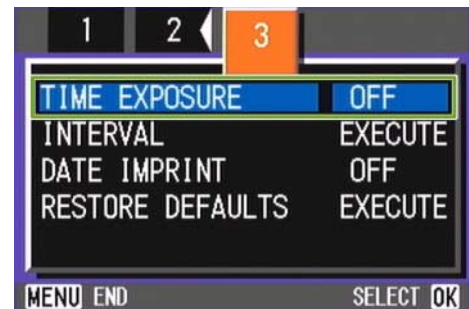 1 2 3
TIME EXPOSURE OFF
INTERVAL EXECUTE
DATE IMPRINT OFF
RESTORE DEFAULTS EXECUTE
MENU END SELECT OK